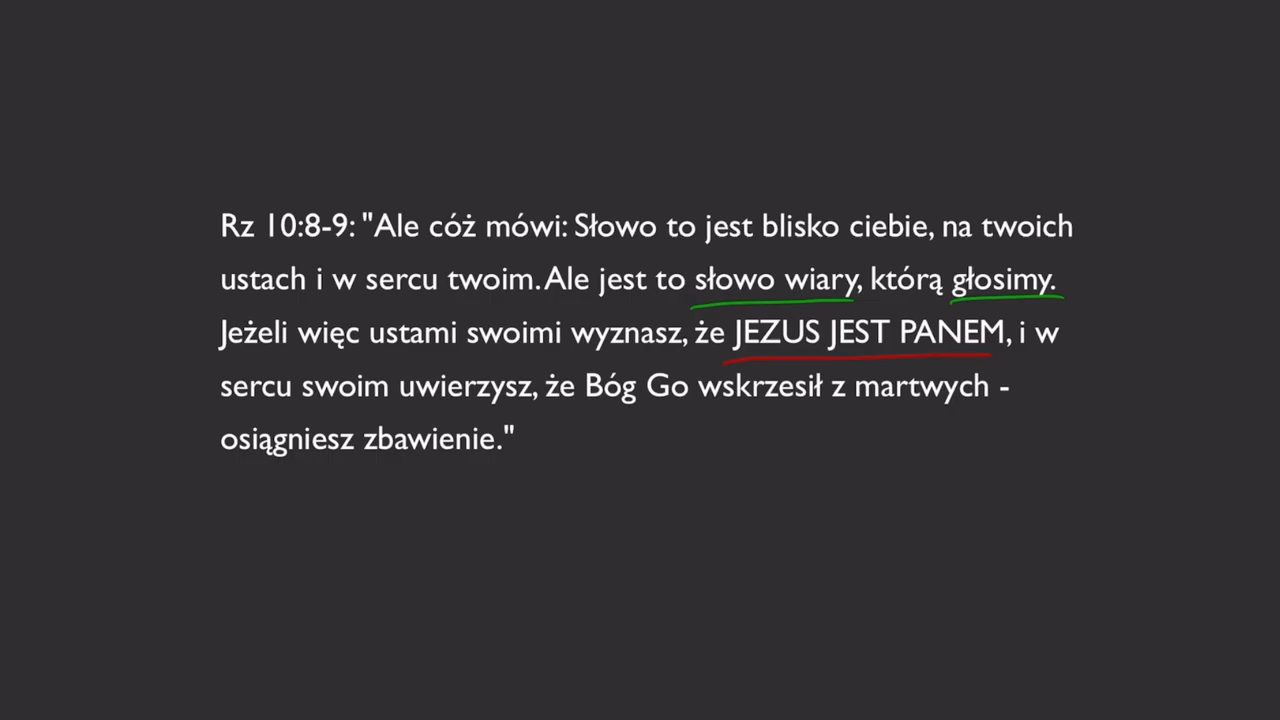 Rz 10:8-9: "Ale cóż mówi: Słowo to jest blisko ciebie, na twoich
ustach i w sercu twoim. Ale jest to słowo wiary, którą głosimy.
Jeżeli więc ustami swoimi wyznasz, że JEZUS JEST PANEM, i w
sercu swoim uwierzysz, że Bóg Go wskrzesił z martwych -
osiągniesz zbawienie."